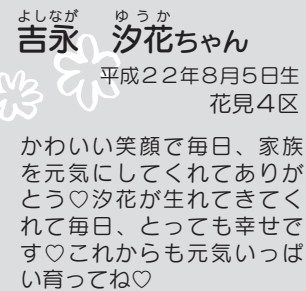 よしなが ゆうか
吉永 汐花ちゃん
平成22年8月5日生
花見4区
かわいい笑顔で毎日、家族
を元気にしてくれてありが
とう♡汐花が生れてきてく
れて毎日、とっても幸せで
す♡これからも元気いっぱ
い育ってね♡